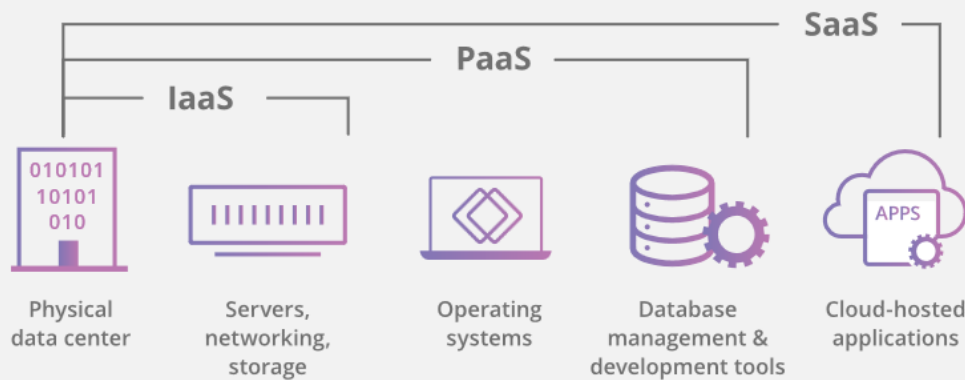 SaaS
PaaS
IaaS
010101
10101
010
APPS
Physical
data center
Servers,
networking,
storage
Operating
systems
Database
management &
development tools
Cloud-hosted
applications